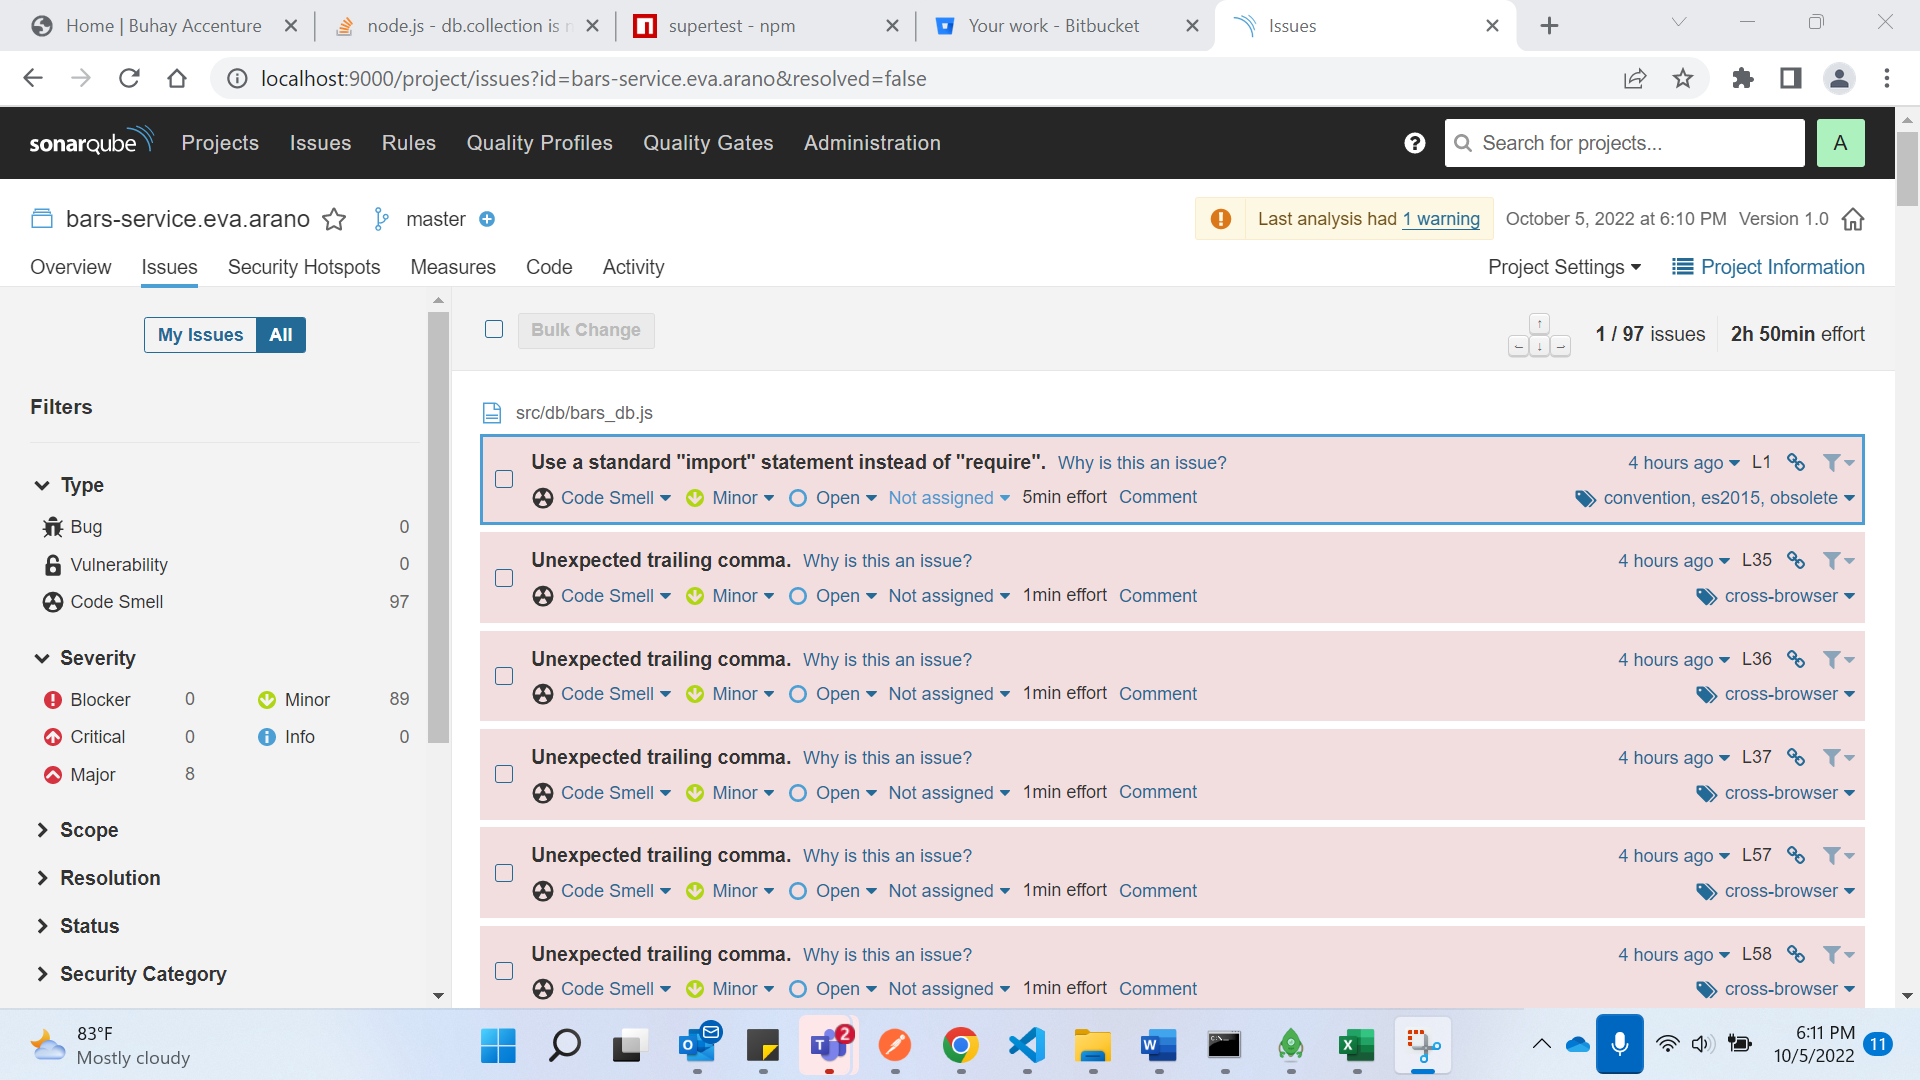 Home | Buhay Accenture
node.js - db.collection is n
supertest - npm
Your work - Bitbucket
Issues
localhost:9000/project/issues?id=bars-service.eva.arano&resolved=false
sonarqube
Projects
Issues
Rules
Quality Profiles
Quality Gates
Administration
?
Search for projects...
A
bars-service.eva.arano
master
Last analysis had 1 warning
October 5, 2022 at 6:10 PM
Version 1.0
Overview
Issues
Security Hotspots
Measures
Code
Activity
Project Settings
Project Information
My Issues
All
Bulk Change
1 / 97 issues
2h 50min effort
Filters
Type
Bug 0
Vulnerability 0
Code Smell 97
Severity
Blocker 0
Minor 89
Critical 0
Info 0
Major 8
Scope
Resolution
Status
Security Category
src/db/bars_db.js
Use a standard "import" statement instead of "require". Why is this an issue? 4 hours ago L1
Code Smell Minor Open Not assigned 5min effort Comment convention, es2015, obsolete
Unexpected trailing comma. Why is this an issue? 4 hours ago L35
Code Smell Minor Open Not assigned 1min effort Comment cross-browser
Unexpected trailing comma. Why is this an issue? 4 hours ago L36
Code Smell Minor Open Not assigned 1min effort Comment cross-browser
Unexpected trailing comma. Why is this an issue? 4 hours ago L37
Code Smell Minor Open Not assigned 1min effort Comment cross-browser
Unexpected trailing comma. Why is this an issue? 4 hours ago L57
Code Smell Minor Open Not assigned 1min effort Comment cross-browser
Unexpected trailing comma. Why is this an issue? 4 hours ago L58
Code Smell Minor Open Not assigned 1min effort Comment cross-browser
83°F
Mostly cloudy
2
6:11 PM
10/5/2022
11